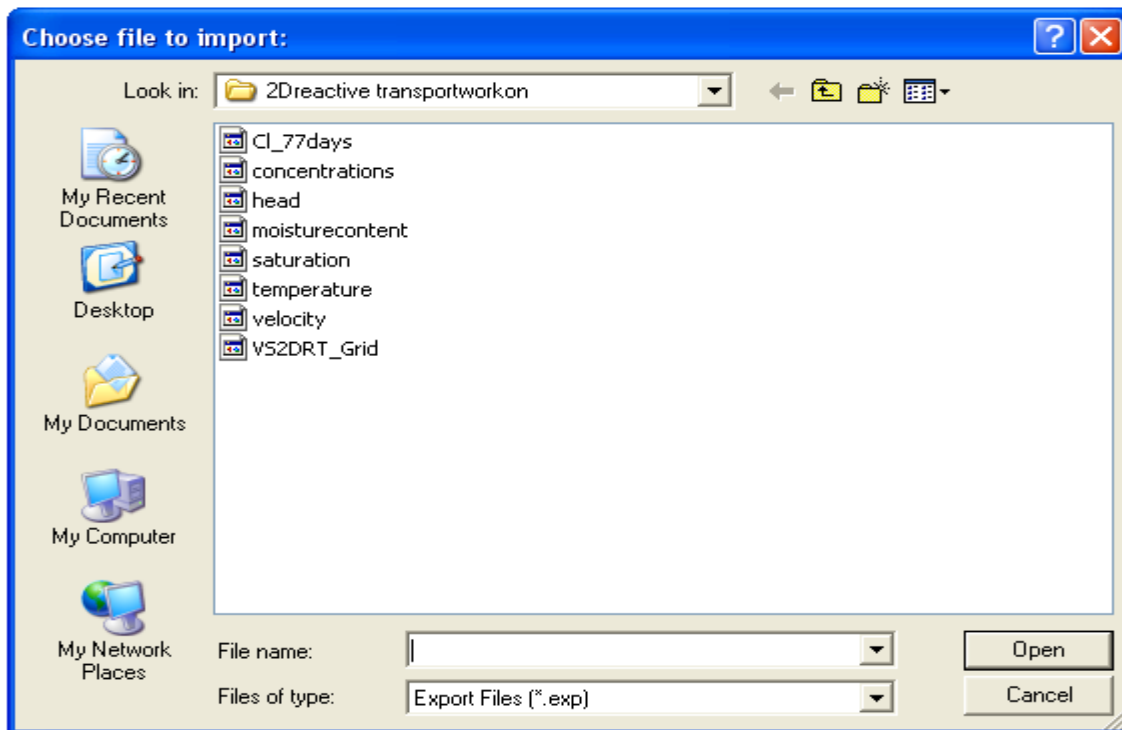 Choose file to import:
Look in: 2Dreactive transportworkon
My Recent
Documents
Desktop
My Documents
My Computer
My Network
Places
Cl_77days
concentrations
head
moisturecontent
saturation
temperature
velocity
VS2DRT_Grid
File name: Open
Files of type: Export Files (*.exp) Cancel